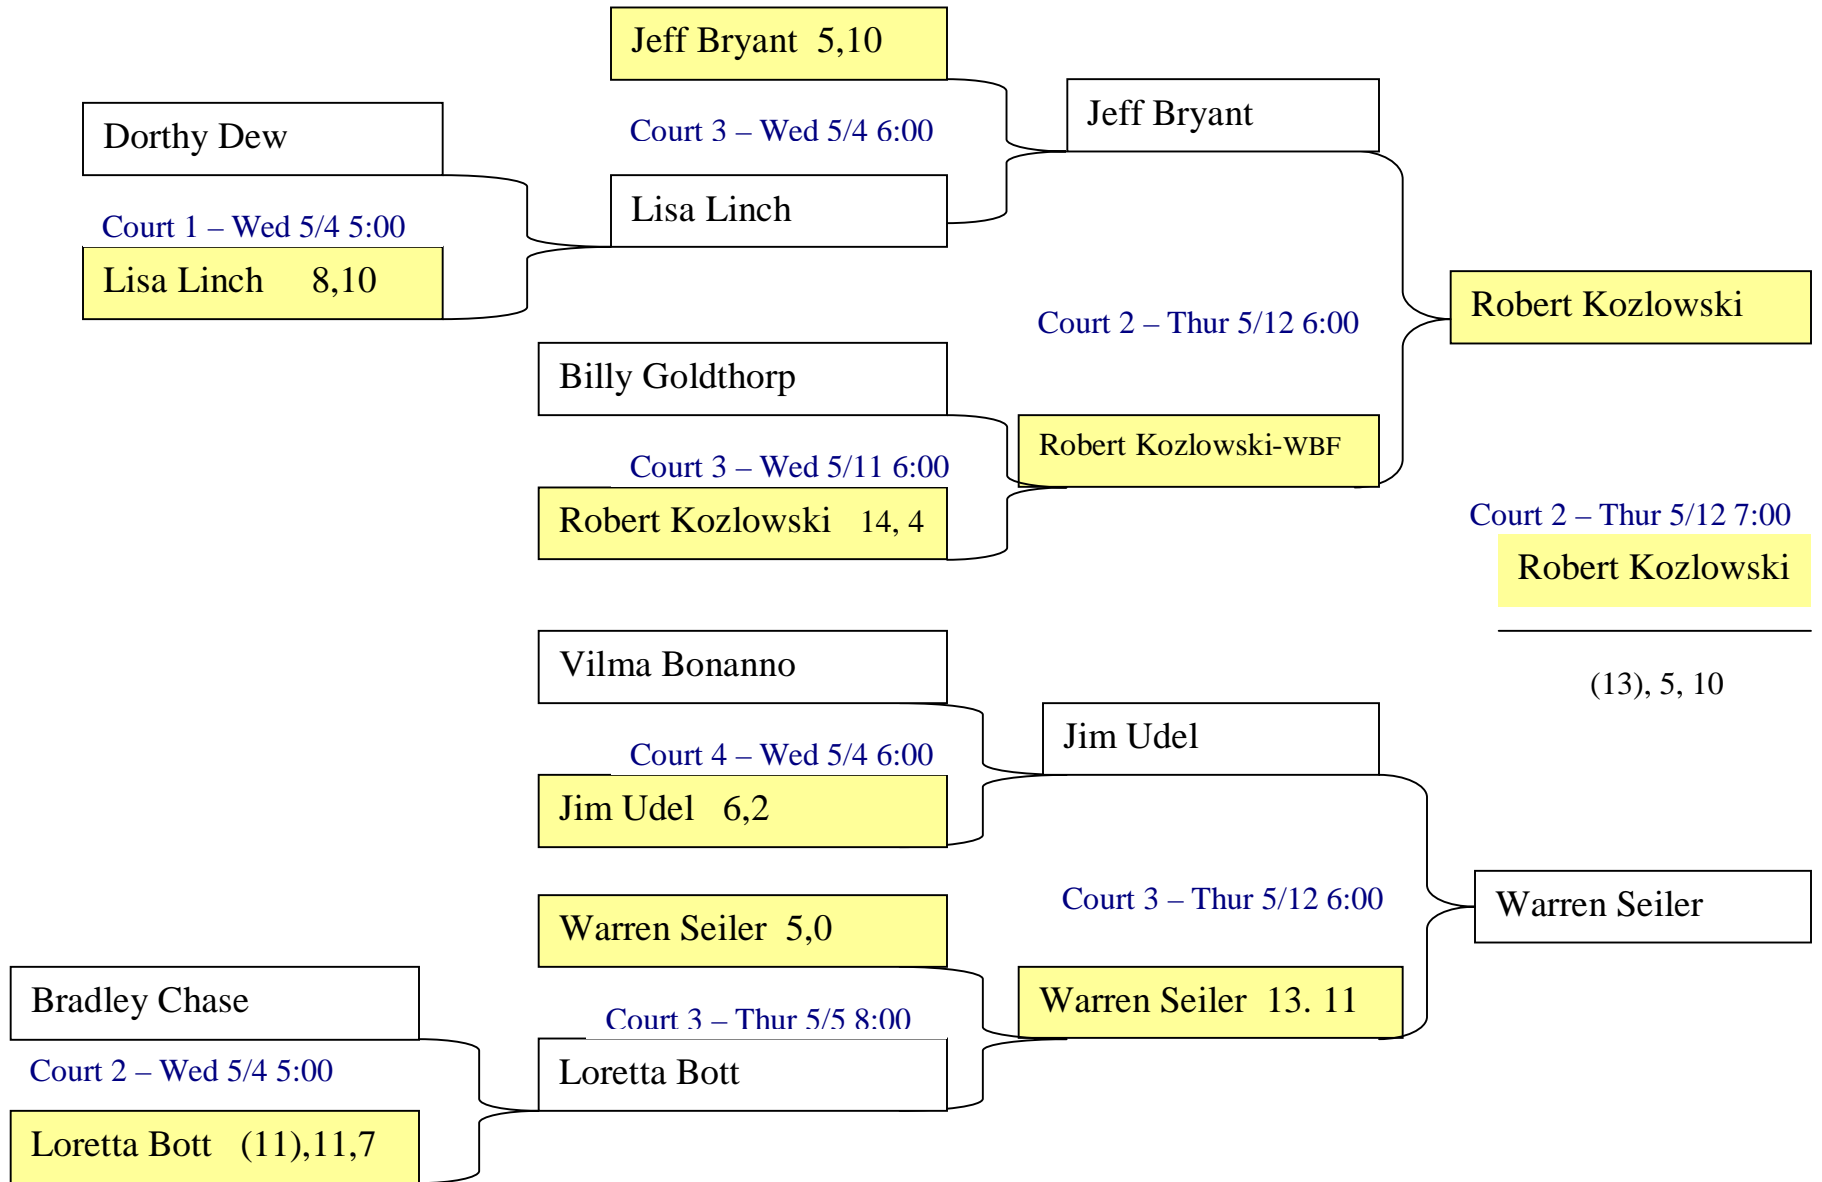 Jeff Bryant 5,10
Dorthy Dew
Court 3 – Wed 5/4 6:00
Jeff Bryant
Court 1 – Wed 5/4 5:00
Lisa Linch
Lisa Linch 8,10
Court 2 – Thur 5/12 6:00
Robert Kozlowski
Billy Goldthorp
Court 3 – Wed 5/11 6:00
Robert Kozlowski-WBF
Robert Kozlowski 14, 4
Court 2 – Thur 5/12 7:00
Robert Kozlowski
(13), 5, 10
Vilma Bonanno
Court 4 – Wed 5/4 6:00
Jim Udel
Jim Udel 6,2
Court 3 – Thur 5/12 6:00
Warren Seiler
Warren Seiler 5,0
Bradley Chase
Court 3 – Thur 5/5 8:00
Warren Seiler 13. 11
Court 2 – Wed 5/4 5:00
Loretta Bott
Loretta Bott (11),11,7